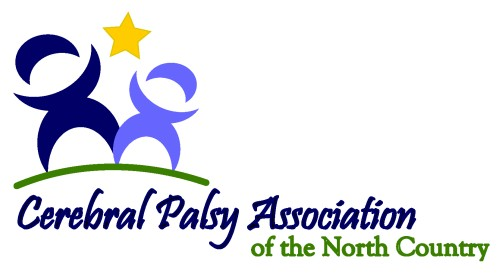 Cerebral Palsy Association
of the North Country